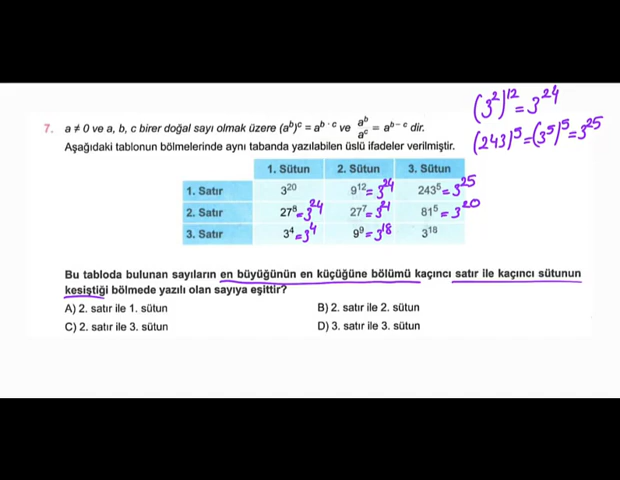 (3²)¹² = 3²⁴
7. a ≠ 0 ve a, b, c birer doğal sayı olmak üzere (aᵇ)ᶜ = aᵇ·ᶜ ve aᵇ/aᶜ = aᵇ⁻ᶜ dir.
(243)⁵ = (3⁵)⁵ = 3²⁵
Aşağıdaki tablonun bölmelerinde aynı tabanda yazılabilen üslü ifadeler verilmiştir.
1. Sütun 2. Sütun 3. Sütun
1. Satır 3²⁰ 9¹² = 3²⁴ 243⁵ = 3²⁵
2. Satır 27⁸ = 3²⁴ 27⁷ = 3²¹ 81⁵ = 3²⁰
3. Satır 3⁴ = 3⁴ 9⁹ = 3¹⁸ 3¹⁸
Bu tabloda bulunan sayıların en büyüğünün en küçüğüne bölümü kaçıncı satır ile kaçıncı sütunun
kesiştiği bölmede yazılı olan sayıya eşittir?
A) 2. satır ile 1. sütun B) 2. satır ile 2. sütun
C) 2. satır ile 3. sütun D) 3. satır ile 3. sütun